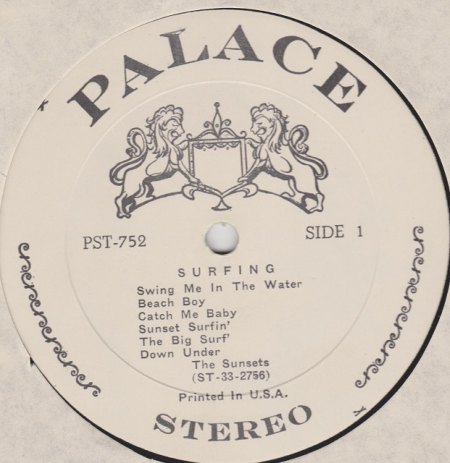 PALACE
PST-752 SIDE 1
SURFING
Swing Me In The Water
Beach Boy
Catch Me Baby
Sunset Surfin'
The Big Surf'
Down Under
The Sunsets
(ST-33-2756)
Printed In U.S.A.
STEREO